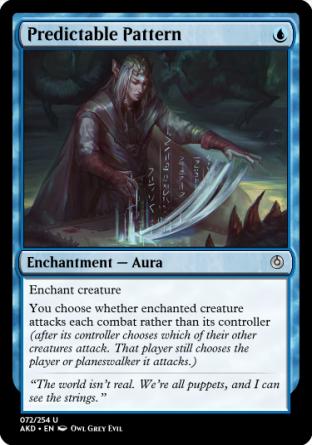 Predictable Pattern
Enchantment — Aura
Enchant creature
You choose whether enchanted creature
attacks each combat rather than its controller
(after its controller chooses which of their other
creatures attack. That player still chooses the
player or planeswalker it attacks.)
“The world isn't real. We're all puppets, and I can
see the strings.”
072/254 U
AKD • EN Owl Grey Evil